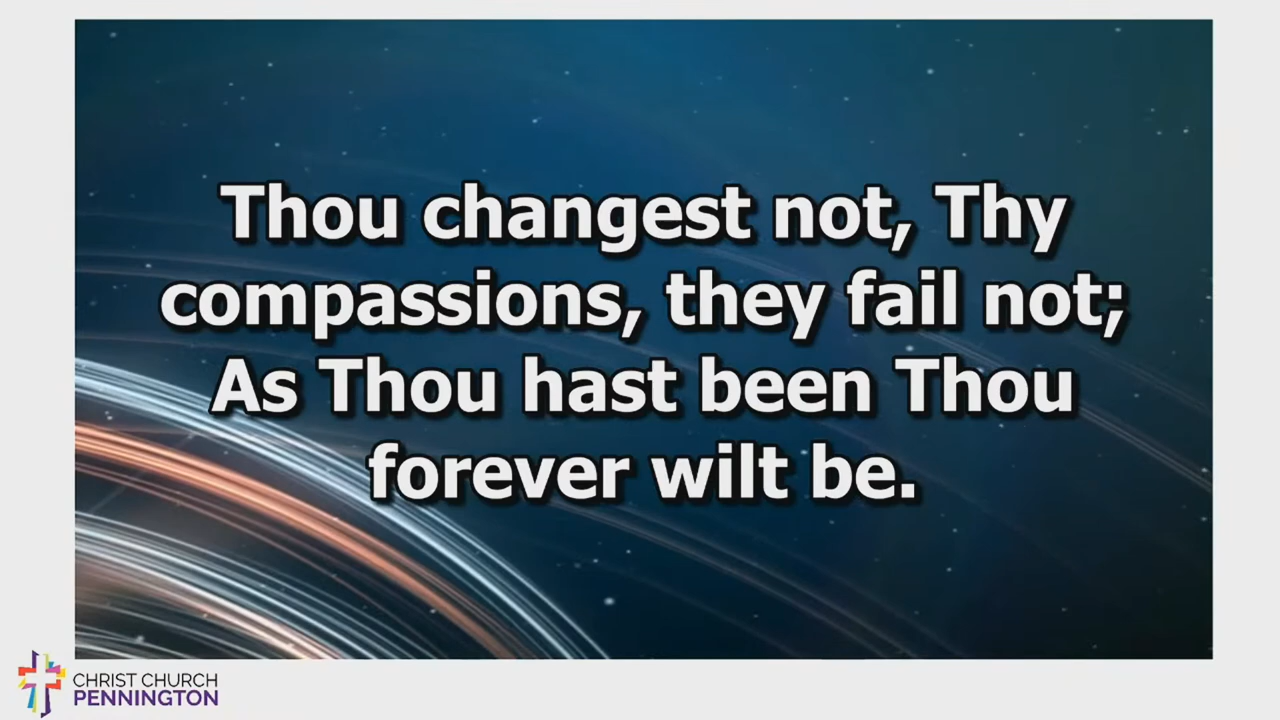 Thou changest not, Thy
compassions, they fail not;
As Thou hast been Thou
forever wilt be.
CHRIST CHURCH
PENNINGTON